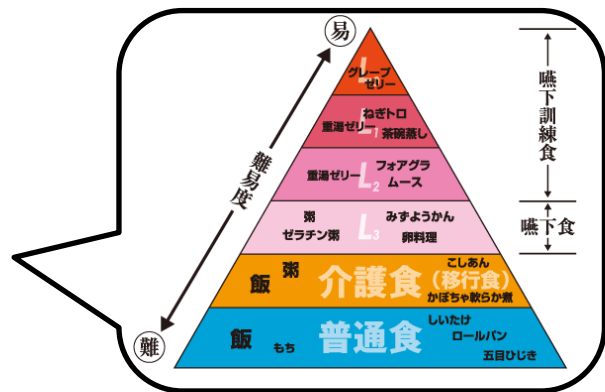 易
L
グレープ
ゼリー
L1
ねぎトロ
重湯ゼリー
茶碗蒸し
L2
フォアグラ
重湯ゼリー
ムース
L3
粥
みずようかん
ゼラチン粥
卵料理
飯
粥
介護食
(移行食)
こしあん
かぼちゃ軟らか煮
飯
もち
普通食
しいたけ
ロールパン
五目ひじき
難
難易度
嚥下訓練食
嚥下食